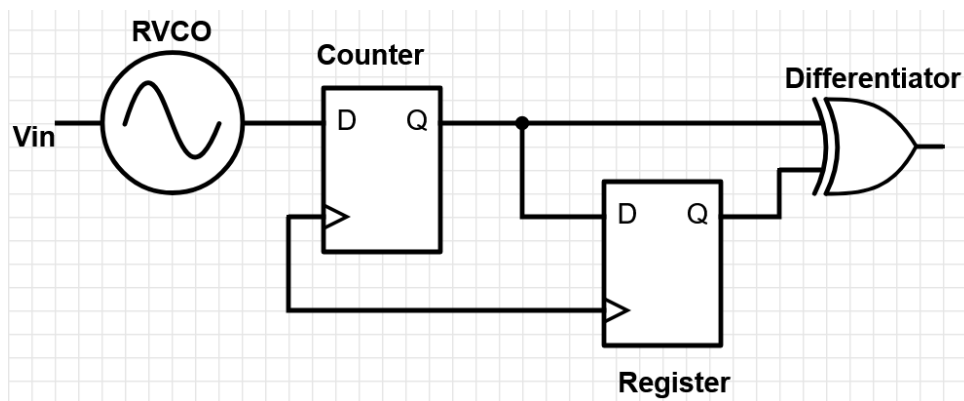 RVCO
Counter
Differentiator
Vin
D Q
D Q
Register